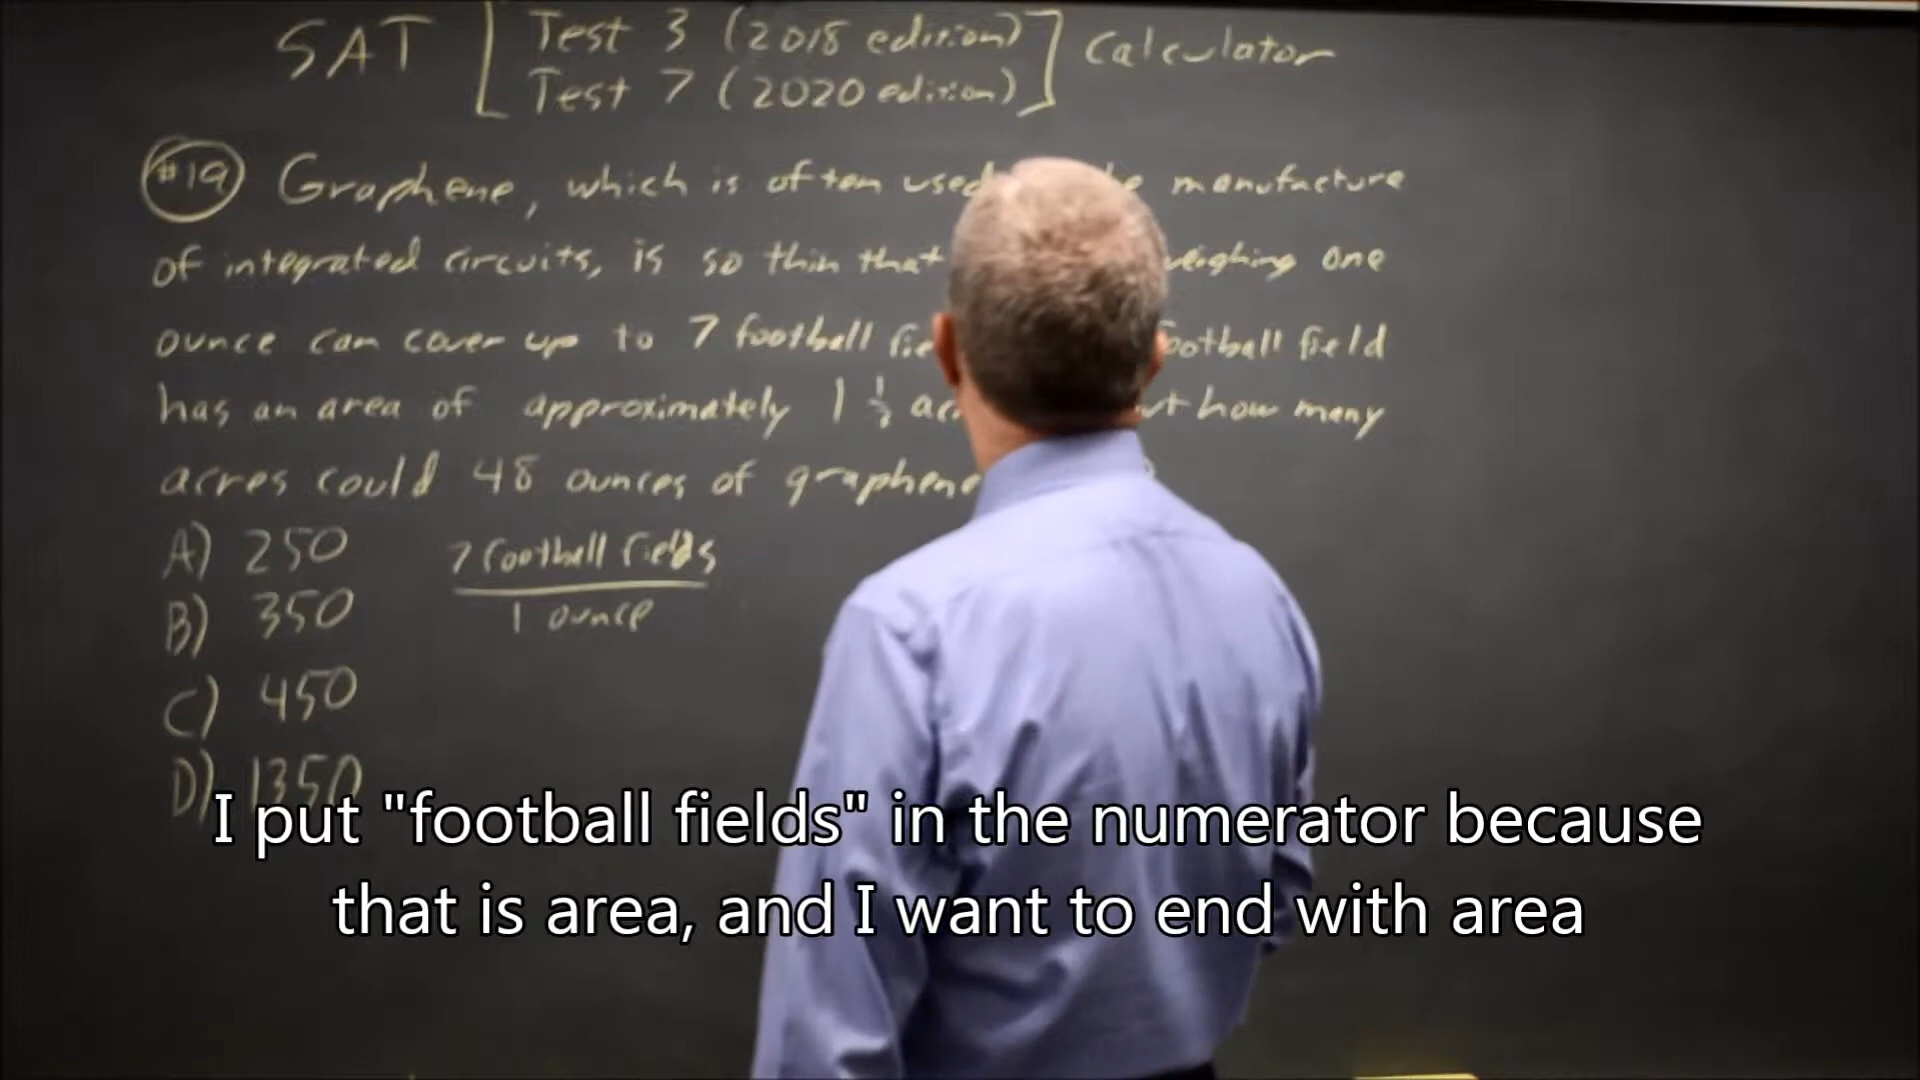 SAT [Test 3 (2018 edition)] Calculator
Test 7 (2020 edition)
#19 Graphene, which is often used manufacture
of integrated circuits, is so thin that weighing one
ounce can cover up to 7 football football field
has an area of approximately 1 1/2 how many
acres could 48 ounces of graphene
A) 250
B) 350
C) 450
D) 1350
7 football fields
1 ounce
I put "football fields" in the numerator because
that is area, and I want to end with area